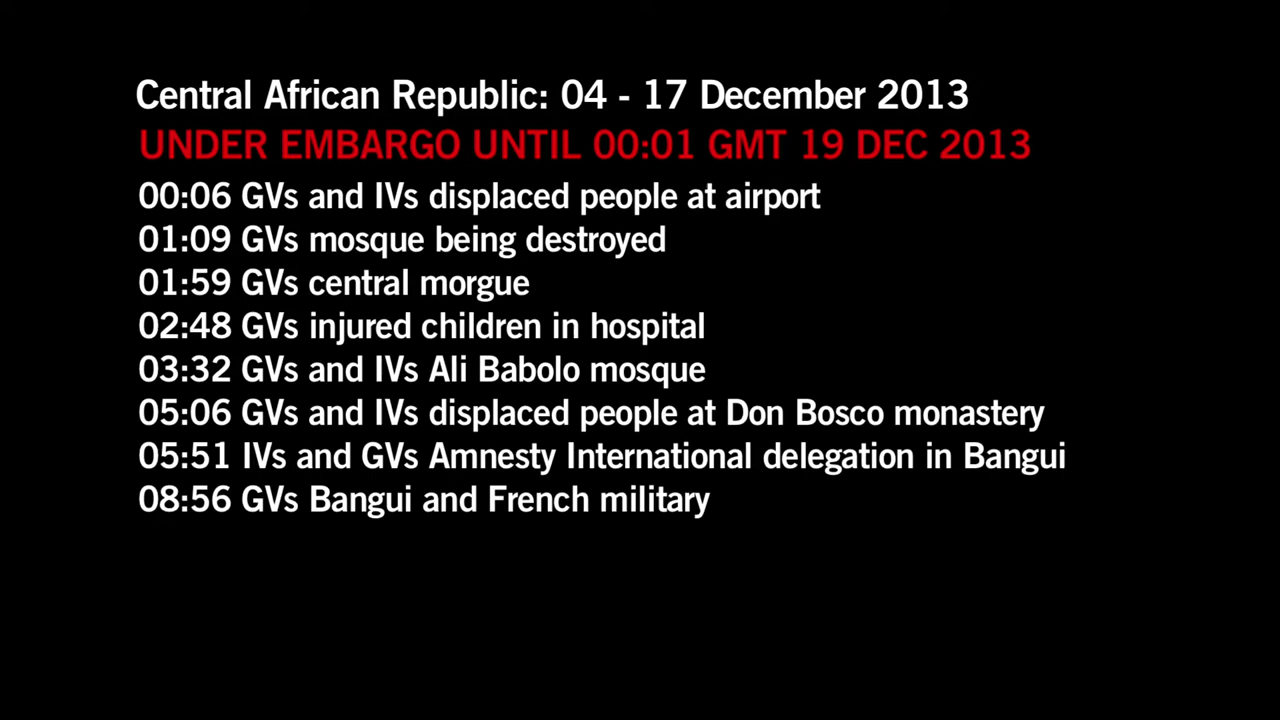 Central African Republic: 04 - 17 December 2013
UNDER EMBARGO UNTIL 00:01 GMT 19 DEC 2013
00:06 GVs and IVs displaced people at airport
01:09 GVs mosque being destroyed
01:59 GVs central morgue
02:48 GVs injured children in hospital
03:32 GVs and IVs Ali Babolo mosque
05:06 GVs and IVs displaced people at Don Bosco monastery
05:51 IVs and GVs Amnesty International delegation in Bangui
08:56 GVs Bangui and French military